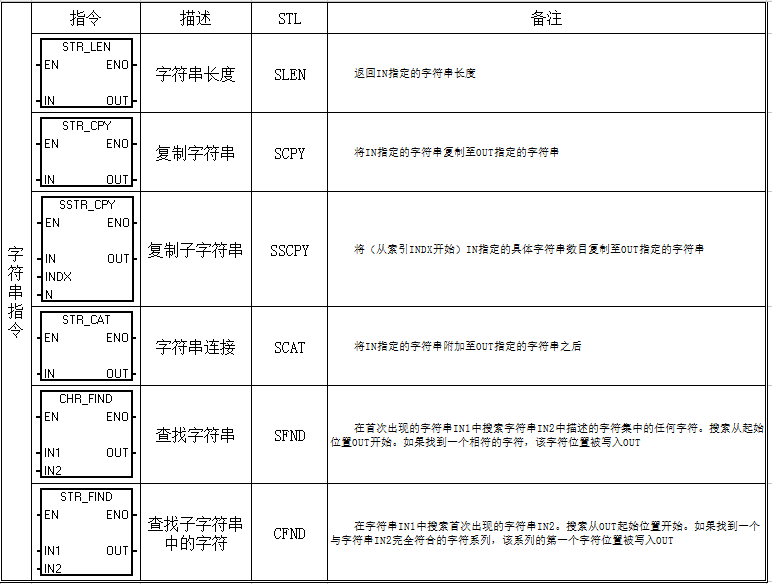 指令 描述 STL 备注
字符串指令
STR_LEN
EN ENO
IN OUT
字符串长度 SLEN 返回IN指定的字符串长度
STR_CPY
EN ENO
IN OUT
复制字符串 SCPY 将IN指定的字符串复制至OUT指定的字符串
SSTR_CPY
EN ENO
IN OUT
INDX
N
复制子字符串 SSCPY 将（从索引INDX开始）IN指定的具体字符串数目复制至OUT指定的字符串
STR_CAT
EN ENO
IN OUT
字符串连接 SCAT 将IN指定的字符串附加至OUT指定的字符串之后
CHR_FIND
EN ENO
IN1 OUT
IN2
查找字符串 SFND 在首次出现的字符串IN1中搜索字符串IN2中描述的字符集中的任何字符。搜索从起始
位置OUT开始。如果找到一个相符的字符，该字符位置被写入OUT
STR_FIND
EN ENO
IN1 OUT
IN2
查找子字符串
中的字符
CFND
在字符串IN1中搜索首次出现的字符串IN2。搜索从OUT起始位置开始。如果找到一个
与字符串IN2完全符合的字符系列，该系列的第一个字符位置被写入OUT